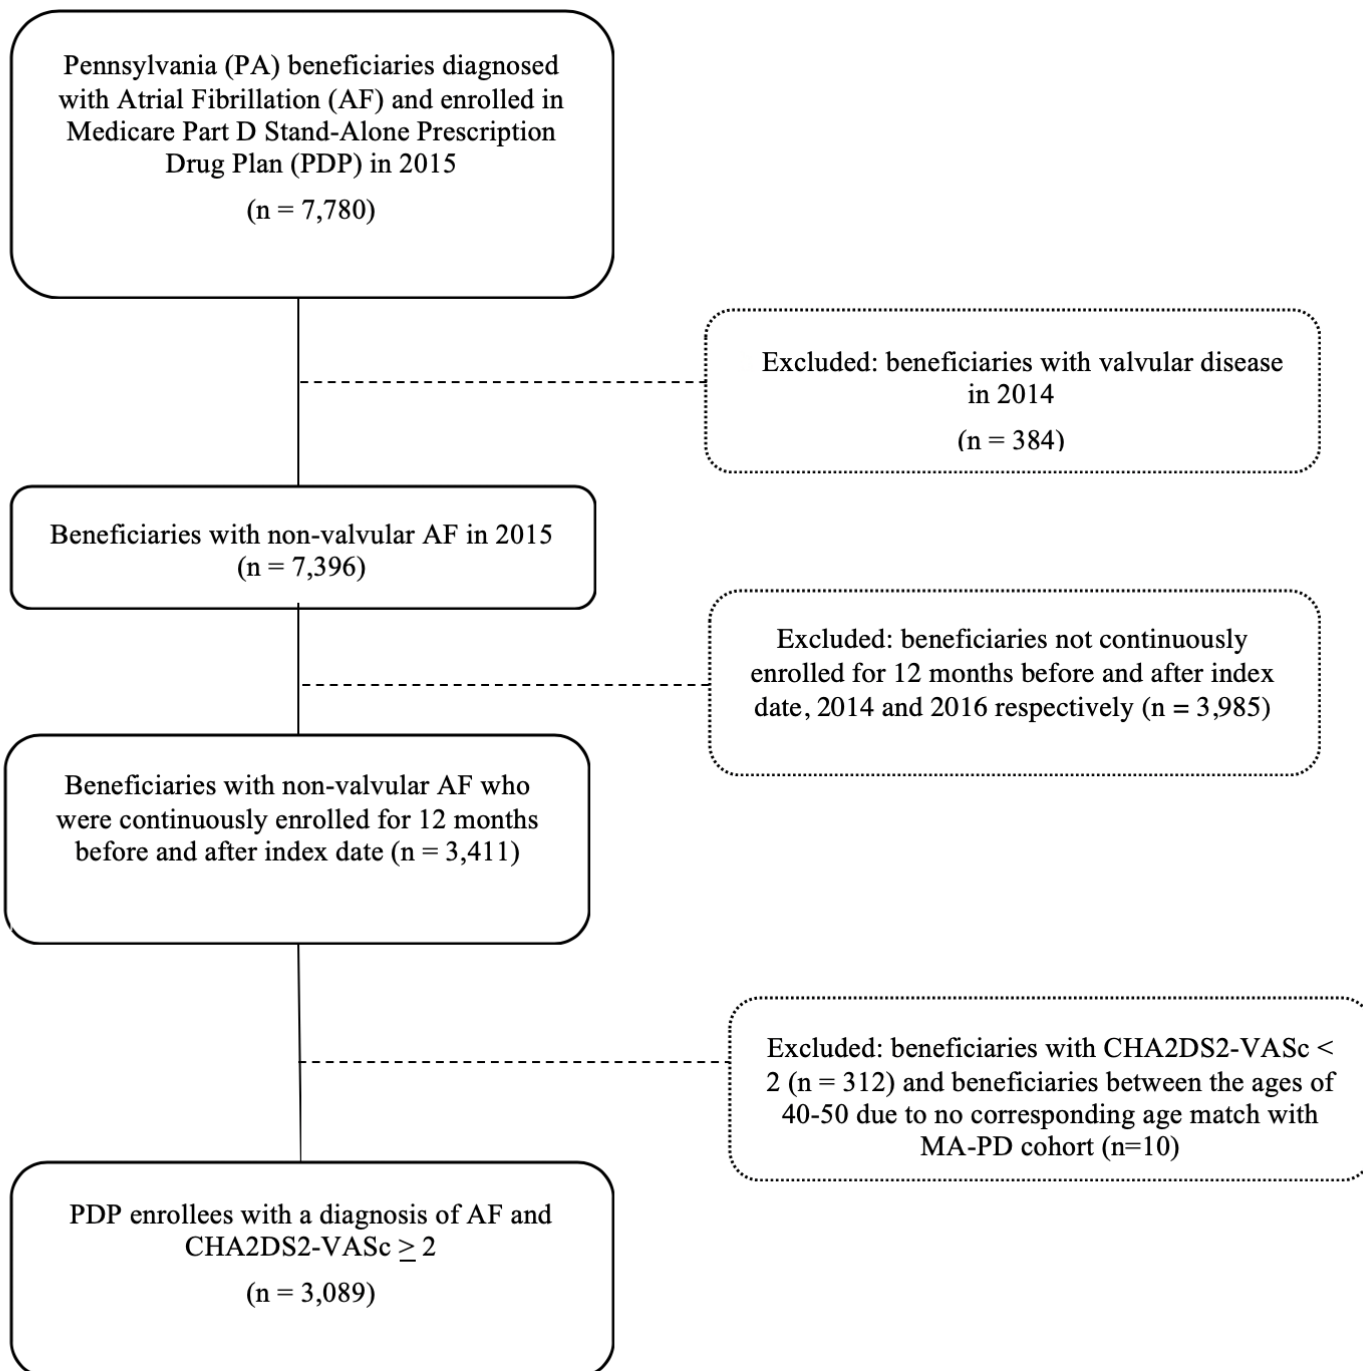 Pennsylvania (PA) beneficiaries diagnosed
with Atrial Fibrillation (AF) and enrolled in
Medicare Part D Stand-Alone Prescription
Drug Plan (PDP) in 2015
(n = 7,780)
Excluded: beneficiaries with valvular disease
in 2014
(n = 384)
Beneficiaries with non-valvular AF in 2015
(n = 7,396)
Excluded: beneficiaries not continuously
enrolled for 12 months before and after index
date, 2014 and 2016 respectively (n = 3,985)
Beneficiaries with non-valvular AF who
were continuously enrolled for 12 months
before and after index date (n = 3,411)
Excluded: beneficiaries with CHA2DS2-VASc <
2 (n = 312) and beneficiaries between the ages of
40-50 due to no corresponding age match with
MA-PD cohort (n=10)
PDP enrollees with a diagnosis of AF and
CHA2DS2-VASc ≥ 2
(n = 3,089)